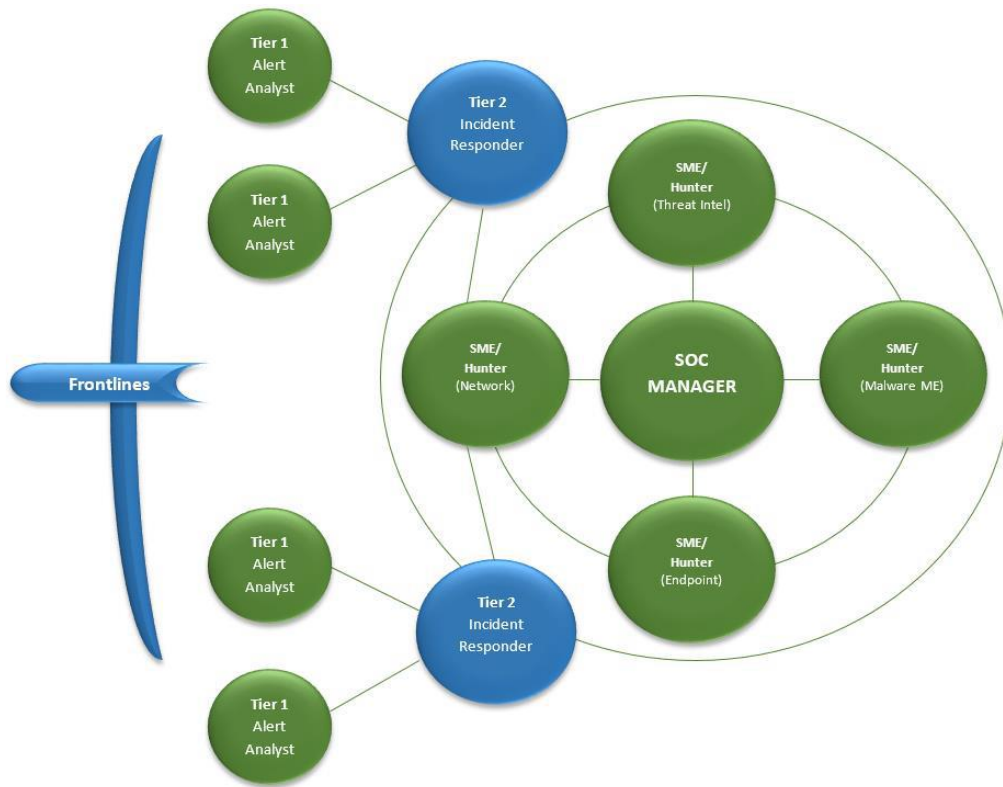 Tier 1
Alert
Analyst
Tier 2
Incident
Responder
SME/
Hunter
(Threat Intel)
Tier 1
Alert
Analyst
Frontlines
SME/
Hunter
(Network)
SOC
MANAGER
SME/
Hunter
(Malware ME)
Tier 1
Alert
Analyst
SME/
Hunter
(Endpoint)
Tier 2
Incident
Responder
Tier 1
Alert
Analyst